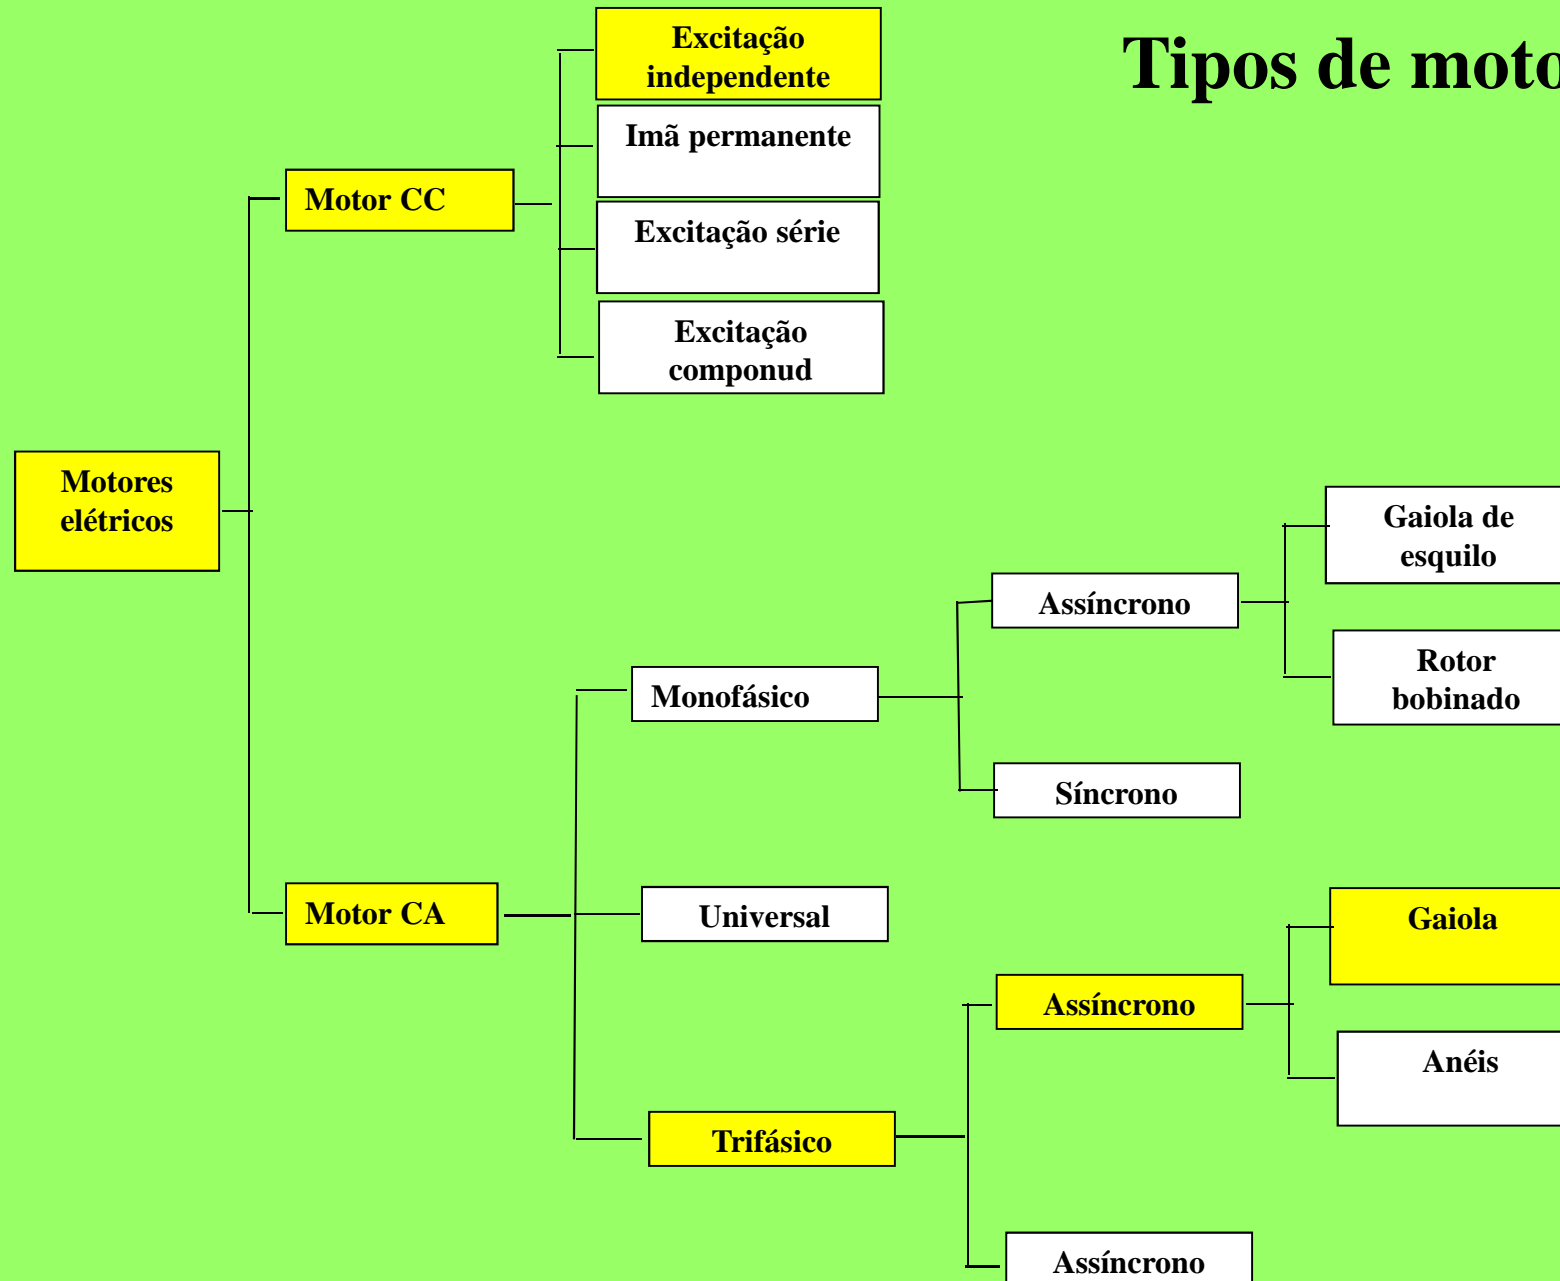 Tipos de moto
Excitação
independente
Imã permanente
Motor CC
Excitação série
Excitação
componud
Motores
elétricos
Gaiola de
esquilo
Assíncrono
Rotor
bobinado
Monofásico
Síncrono
Motor CA
Universal
Gaiola
Assíncrono
Anéis
Trifásico
Assíncrono